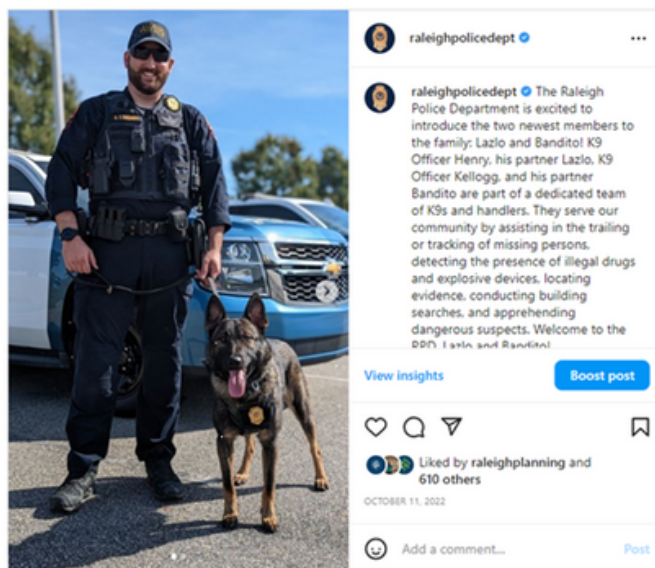 raleighpolicedept
raleighpolicedept The Raleigh
Police Department is excited to
introduce the two newest members to
the family: Lazlo and Bandito! K9
Officer Henry, his partner Lazlo, K9
Officer Kellogg, and his partner
Bandito are part of a dedicated team
of K9s and handlers. They serve our
community by assisting in the trailing
or tracking of missing persons,
detecting the presence of illegal drugs
and explosive devices, locating
evidence, conducting building
searches, and apprehending
dangerous suspects. Welcome to the
RPD, Lazlo and Bandito!
View insights
Boost post
Liked by raleighplanning and
610 others
OCTOBER 11, 2022
Add a comment...
Post